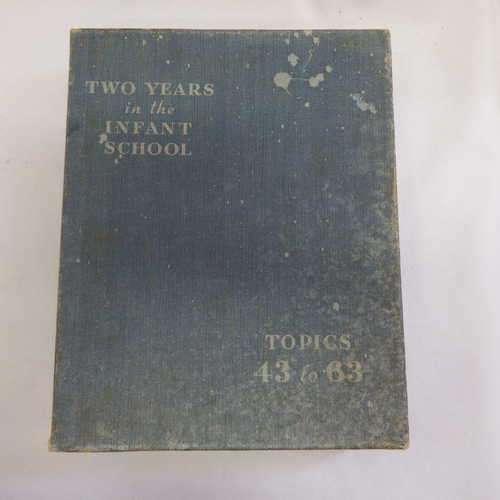 TWO YEARS
in the
INFANT
SCHOOL
TOPICS
43 to 63